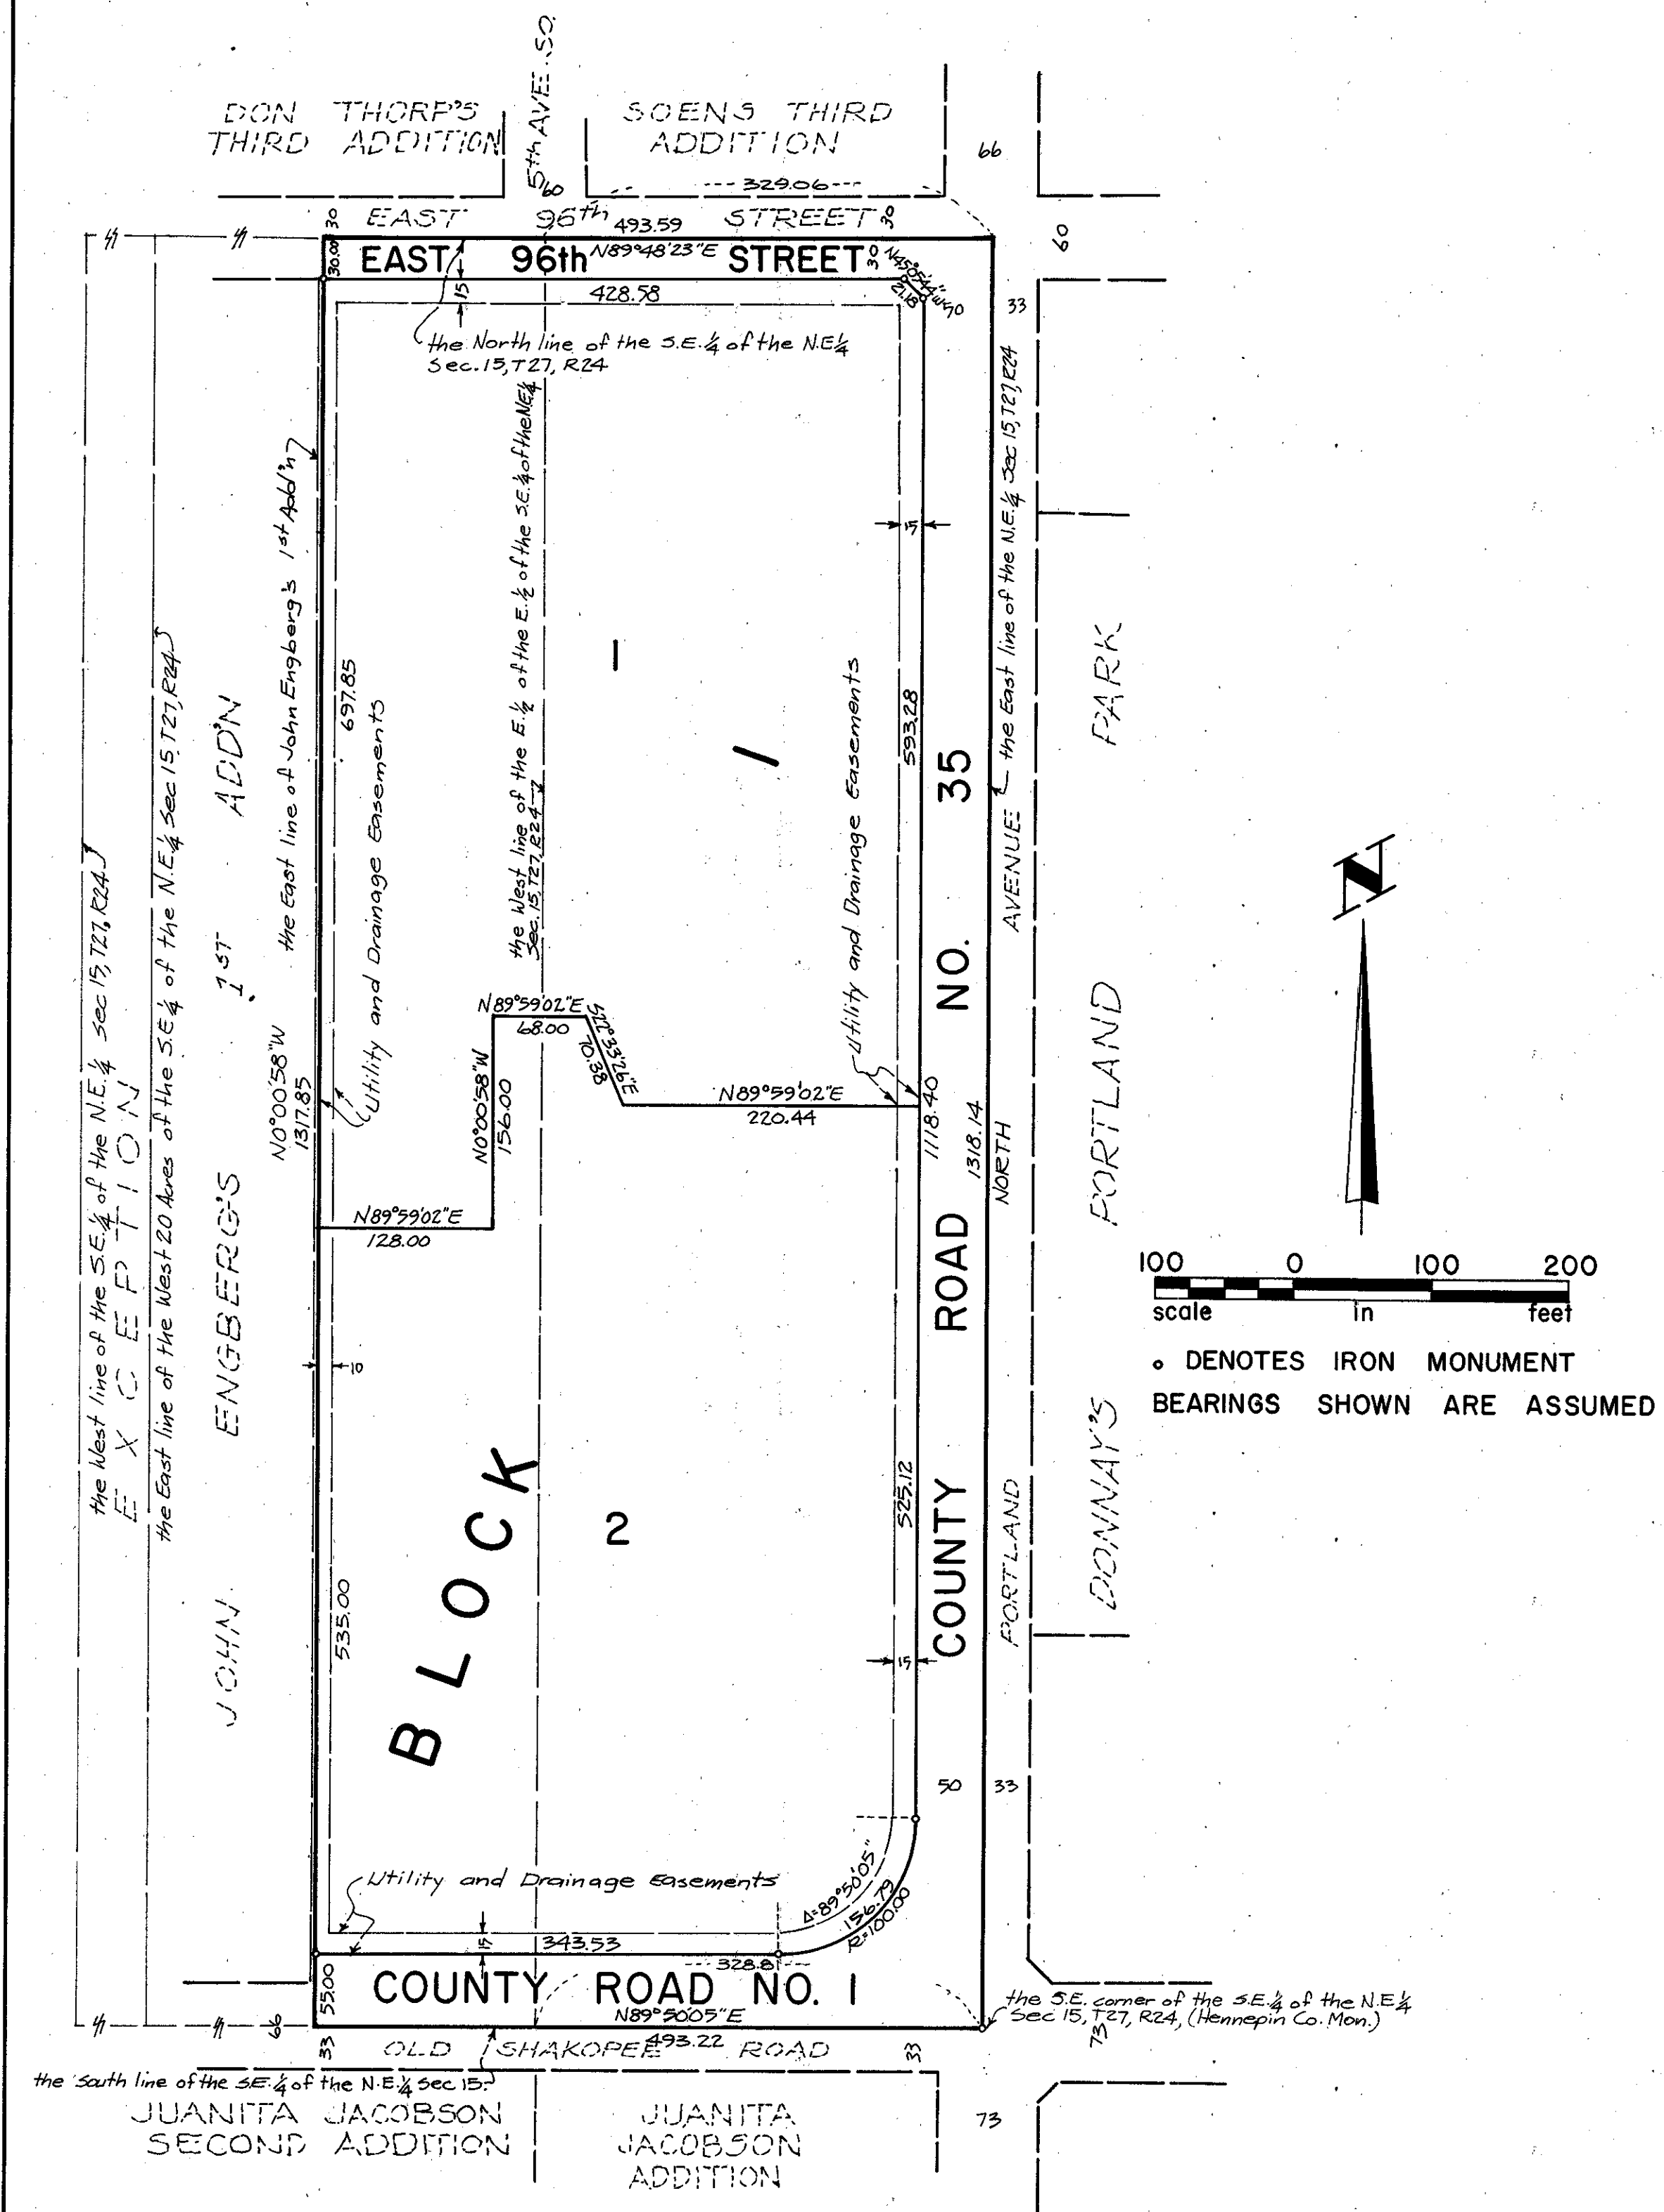 5th AVE. SO.
DON THORP'S
THIRD ADDITION
SOENS THIRD
ADDITION
66
60
329.06
30 EAST 96th STREET 30
493.59
60
30.00
EAST 96th STREET
N89°48'23"E
30
N45°05'44"W
21.18
50
33
15
428.58
the North line of the S.E.¼ of the N.E¼
Sec. 15, T27, R24
the East line of John Engberg's 1st Add'n
the West line of the E.½ of the E.½ of the S.E.¼ of the N.E¼
Sec. 15, T27, R24
the East line of the N.E.¼ Sec 15, T27, R24
15
1
1
697.85
Utility and Drainage Easements
593.28
Utility and Drainage Easements
COUNTY ROAD NO. 35
PORTLAND AVENUE
NORTH
DONNAY'S PORTLAND PARK
the West line of the S.E.¼ of the N.E.¼ sec 15, T27, R24
EXCEPTION
the East line of the West 20 Acres of the S.E.¼ of the N.E.¼ Sec 15, T27, R24
JOHN ENGBERG'S 1ST ADD'N
N0°00'58"W
1317.85
N89°59'02"E
68.00
S22°33'26"E
70.38
N0°00'58"W
156.00
N89°59'02"E
220.44
1118.40
1318.14
N89°59'02"E
128.00
N
100 0 100 200
scale in feet
DENOTES IRON MONUMENT
BEARINGS SHOWN ARE ASSUMED
10
525.12
BLOCK
2
535.00
15
50
33
Utility and Drainage Easements
Δ=89°50'05"
156.79
R=100.00
15
343.53
328.81
55.00
COUNTY ROAD NO. 1
N89°50'05"E
the S.E. corner of the S.E.¼ of the N.E¼
Sec 15, T27, R24, (Hennepin Co. Mon.)
66
73
33
OLD SHAKOPEE ROAD
493.22
33
the South line of the S.E.¼ of the N.E.¼ Sec 15.
JUANITA JACOBSON
SECOND ADDITION
JUANITA
JACOBSON
ADDITION
73